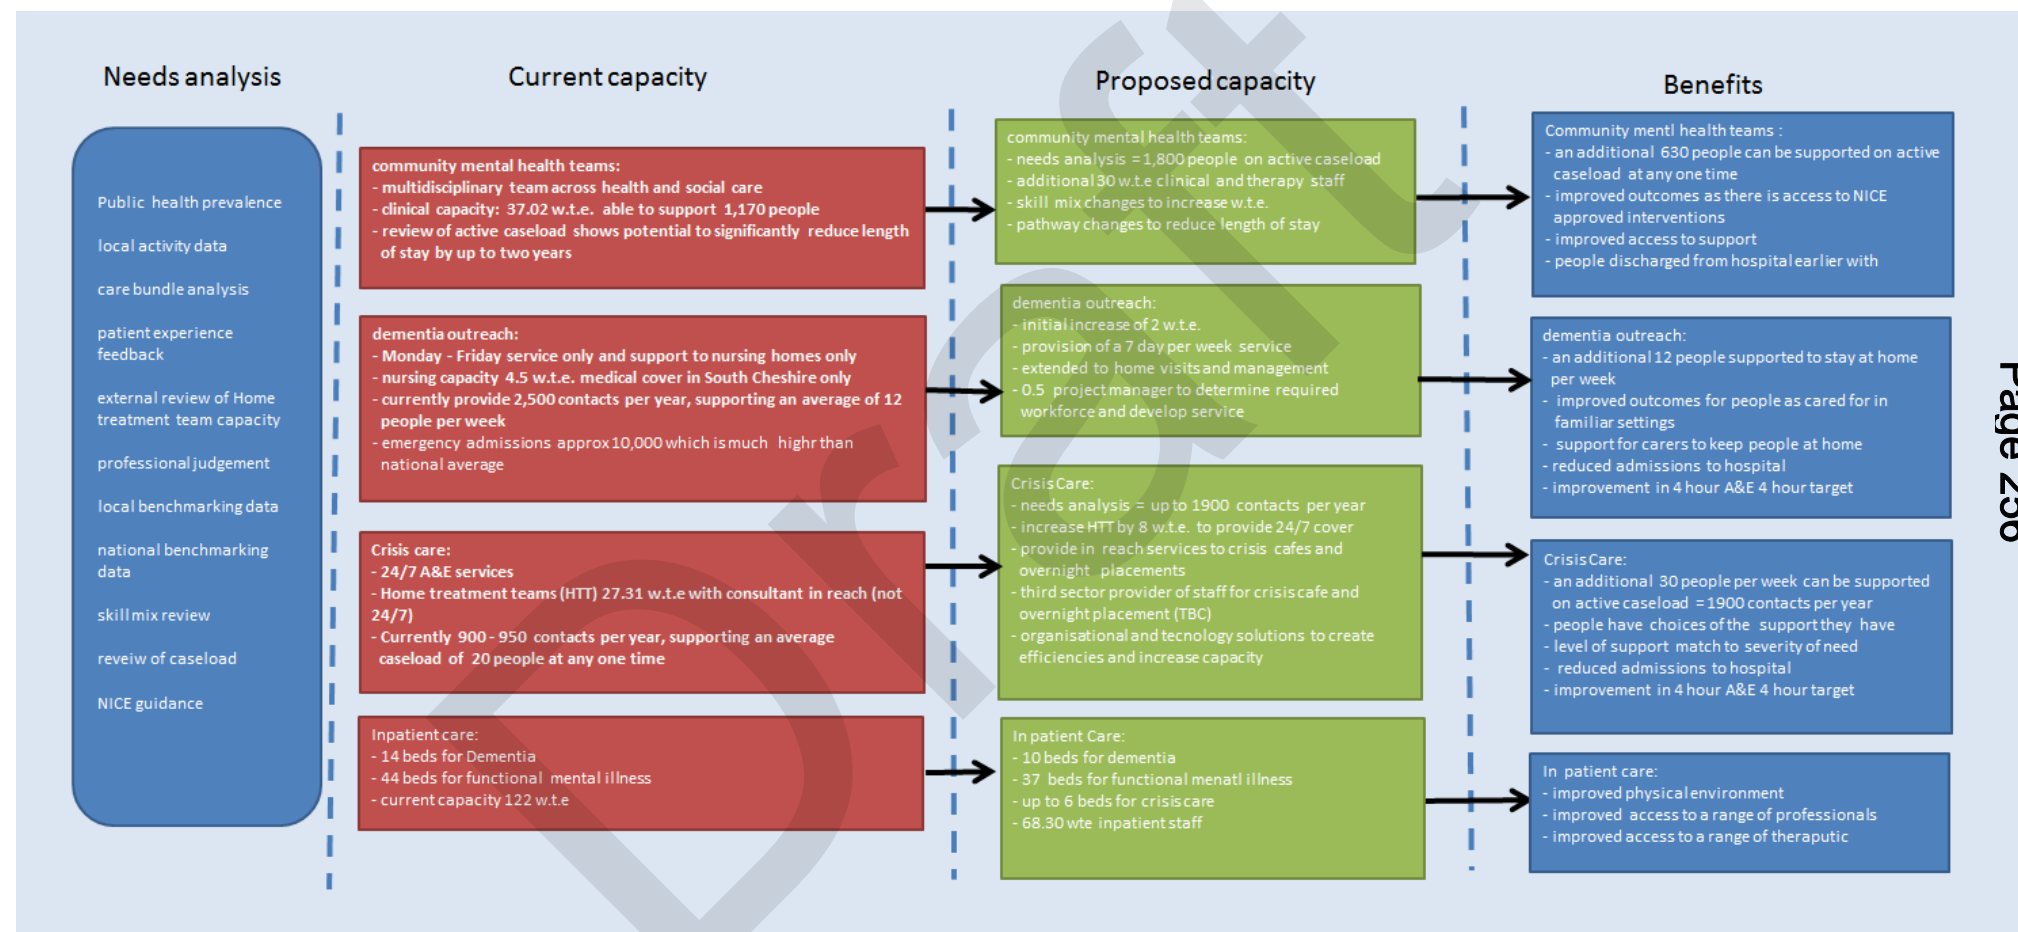 Needs analysis
Public health prevalence
local activity data
care bundle analysis
patient experience
feedback
external review of Home
treatment team capacity
professional judgement
local benchmarking data
national benchmarking
data
skill mix review
reveiw of caseload
NICE guidance
Current capacity
community mental health teams:
- multidisciplinary team across health and social care
- clinical capacity: 37.02 w.t.e. able to support 1,170 people
- review of active caseload shows potential to significantly reduce length
of stay by up to two years
dementia outreach:
- Monday - Friday service only and support to nursing homes only
- nursing capacity 4.5 w.t.e. medical cover in South Cheshire only
- currently provide 2,500 contacts per year, supporting an average of 12
people per week
- emergency admissions approx 10,000 which is much highr than
national average
Crisis care:
- 24/7 A&E services
- Home treatment teams (HTT) 27.31 w.t.e with consultant in reach (not
24/7)
- Currently 900 - 950 contacts per year, supporting an average
caseload of 20 people at any one time
Inpatient care:
- 14 beds for Dementia
- 44 beds for functional mental illness
- current capacity 122 w.t.e
Proposed capacity
community mental health teams:
- needs analysis = 1,800 people on active caseload
- additional 30 w.t.e clinical and therapy staff
- skill mix changes to increase w.t.e.
- pathway changes to reduce length of stay
dementia outreach:
- initial increase of 2 w.t.e.
- provision of a 7 day per week service
- extended to home visits and management
- 0.5 project manager to determine required
workforce and develop service
Crisis Care:
- needs analysis = up to 1900 contacts per year
- increase HTT by 8 w.t.e. to provide 24/7 cover
- provide in reach services to crisis cafes and
overnight placements
- third sector provider of staff for crisis cafe and
overnight placement (TBC)
- organisational and tecnology solutions to create
efficiencies and increase capacity
In patient Care:
- 10 beds for dementia
- 37 beds for functional menatl illness
- up to 6 beds for crisis care
- 68.30 wte inpatient staff
Benefits
Community mentl health teams :
- an additional 630 people can be supported on active
caseload at any one time
- improved outcomes as there is access to NICE
approved interventions
- improved access to support
- people discharged from hospital earlier with
dementia outreach:
- an additional 12 people supported to stay at home
per week
- improved outcomes for people as cared for in
familiar settings
- support for carers to keep people at home
- reduced admissions to hospital
- improvement in 4 hour A&E 4 hour target
Crisis Care:
- an additional 30 people per week can be supported
on active caseload = 1900 contacts per year
- people have choices of the support they have
- level of support match to severity of need
- reduced admissions to hospital
- improvement in 4 hour A&E 4 hour target
In patient care:
- improved physical environment
- improved access to a range of professionals
- improved access to a range of theraputic
Draft
Page